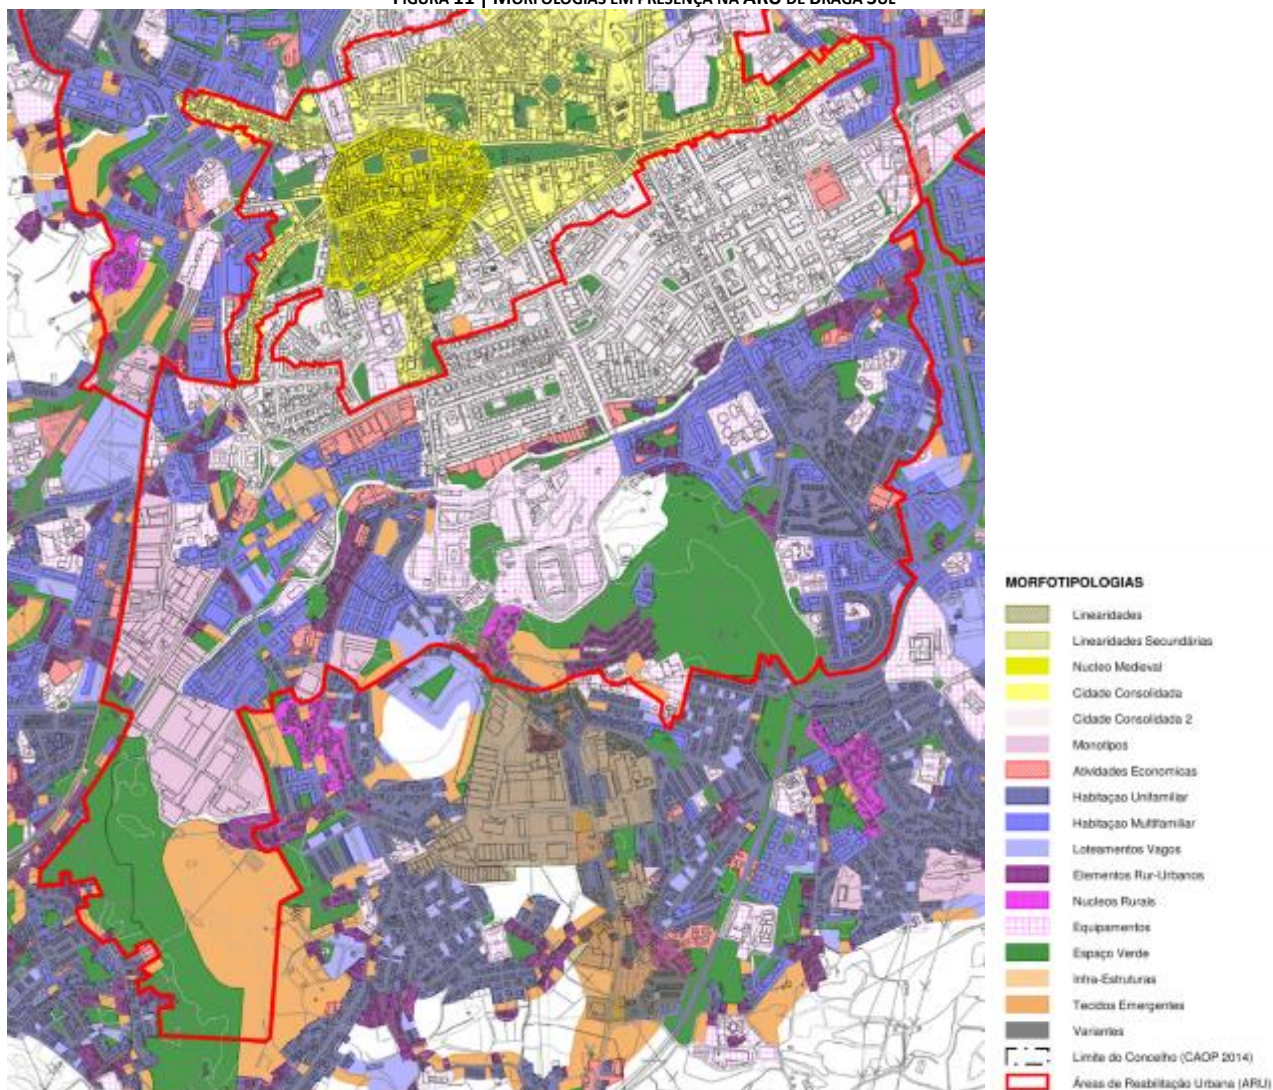 FIGURA 11 | MORFOLOGIAS EM PRESENÇA NA ARU DE BRAGA SUL
MORFOTIPOLOGIAS
Linearidades
Linearidades Secundárias
Nucleo Medieval
Cidade Consolidada
Cidade Consolidada 2
Monotipos
Atividades Economicas
Habitaçao Unifamiliar
Habitaçao Multifamiliar
Loteamentos Vagos
Elementos Rur-Urbanos
Nucleos Rurais
Equipamentos
Espaço Verde
Infra-Estruturas
Tecidos Emergentes
Variantes
Limite do Concelho (CAOP 2014)
Áreas de Reabilitação Urbana (ARU)